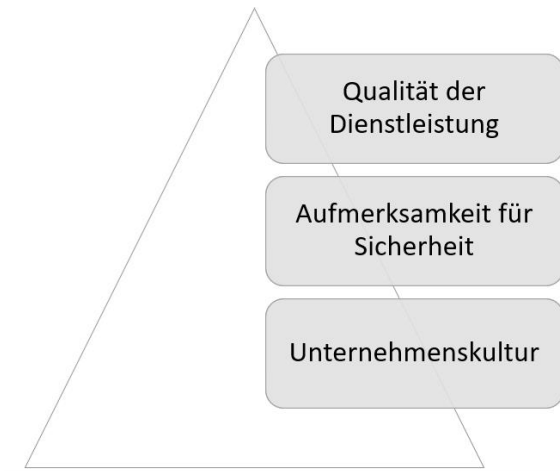 Qualität der
Dienstleistung
Aufmerksamkeit für
Sicherheit
Unternehmenskultur